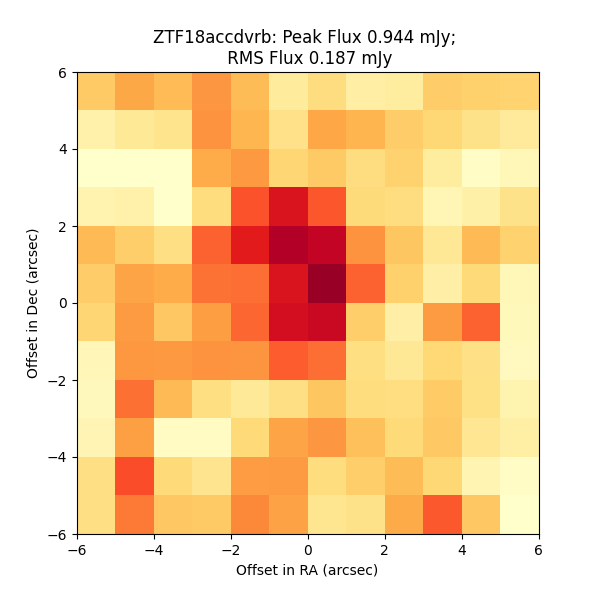 ZTF18accdvrb: Peak Flux 0.944 mJy;
RMS Flux 0.187 mJy
6
4
2
0
−2
−4
−6
Offset in Dec (arcsec)
−6 −4 −2 0 2 4 6
Offset in RA (arcsec)